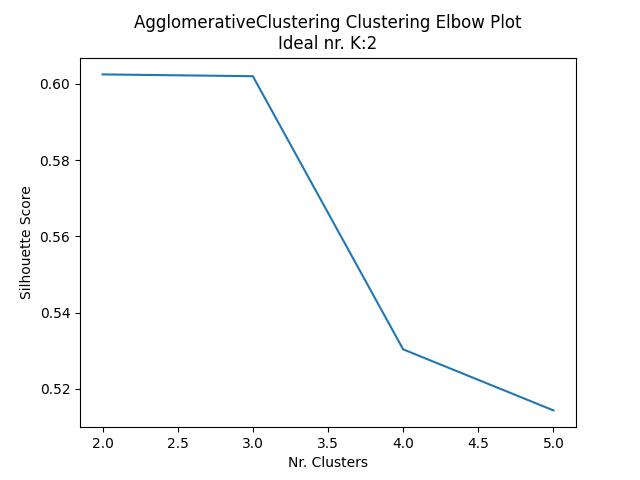 AgglomerativeClustering Clustering Elbow Plot
Ideal nr. K:2
0.60
0.58
0.56
0.54
0.52
Silhouette Score
2.0 2.5 3.0 3.5 4.0 4.5 5.0
Nr. Clusters